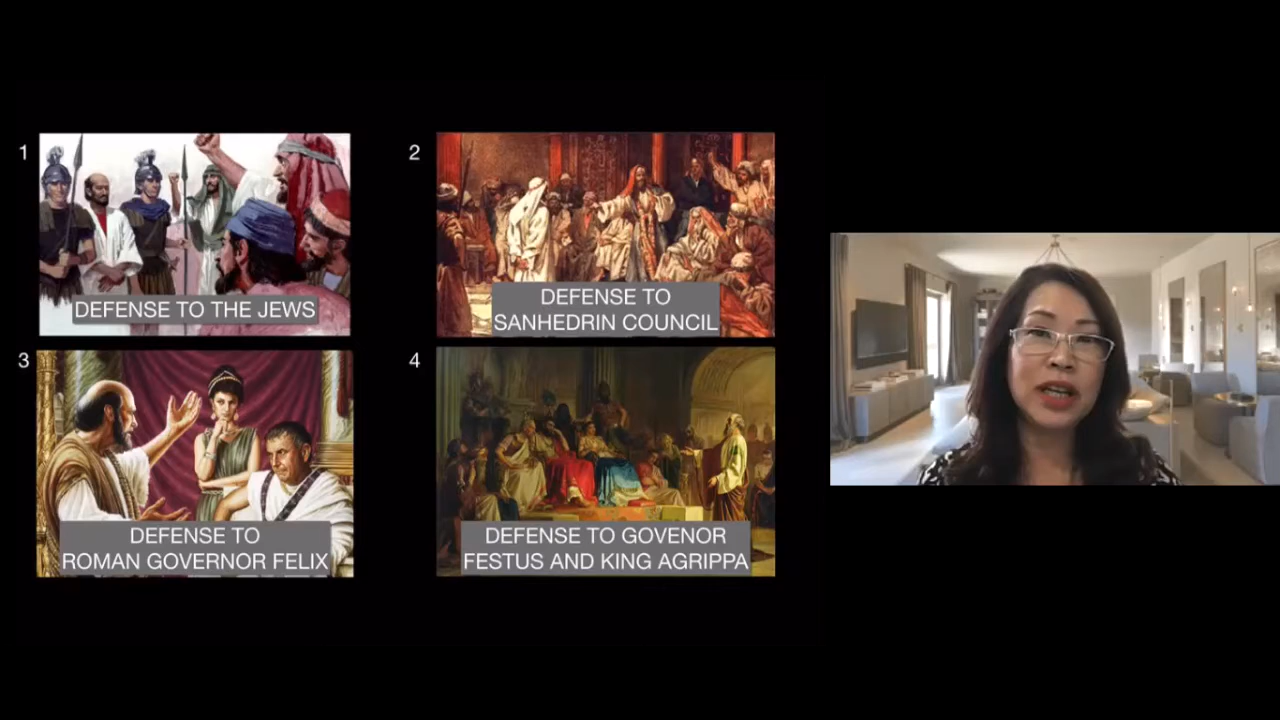 1
DEFENSE TO THE JEWS
2
DEFENSE TO
SANHEDRIN COUNCIL
3
DEFENSE TO
ROMAN GOVERNOR FELIX
4
DEFENSE TO GOVENOR
FESTUS AND KING AGRIPPA